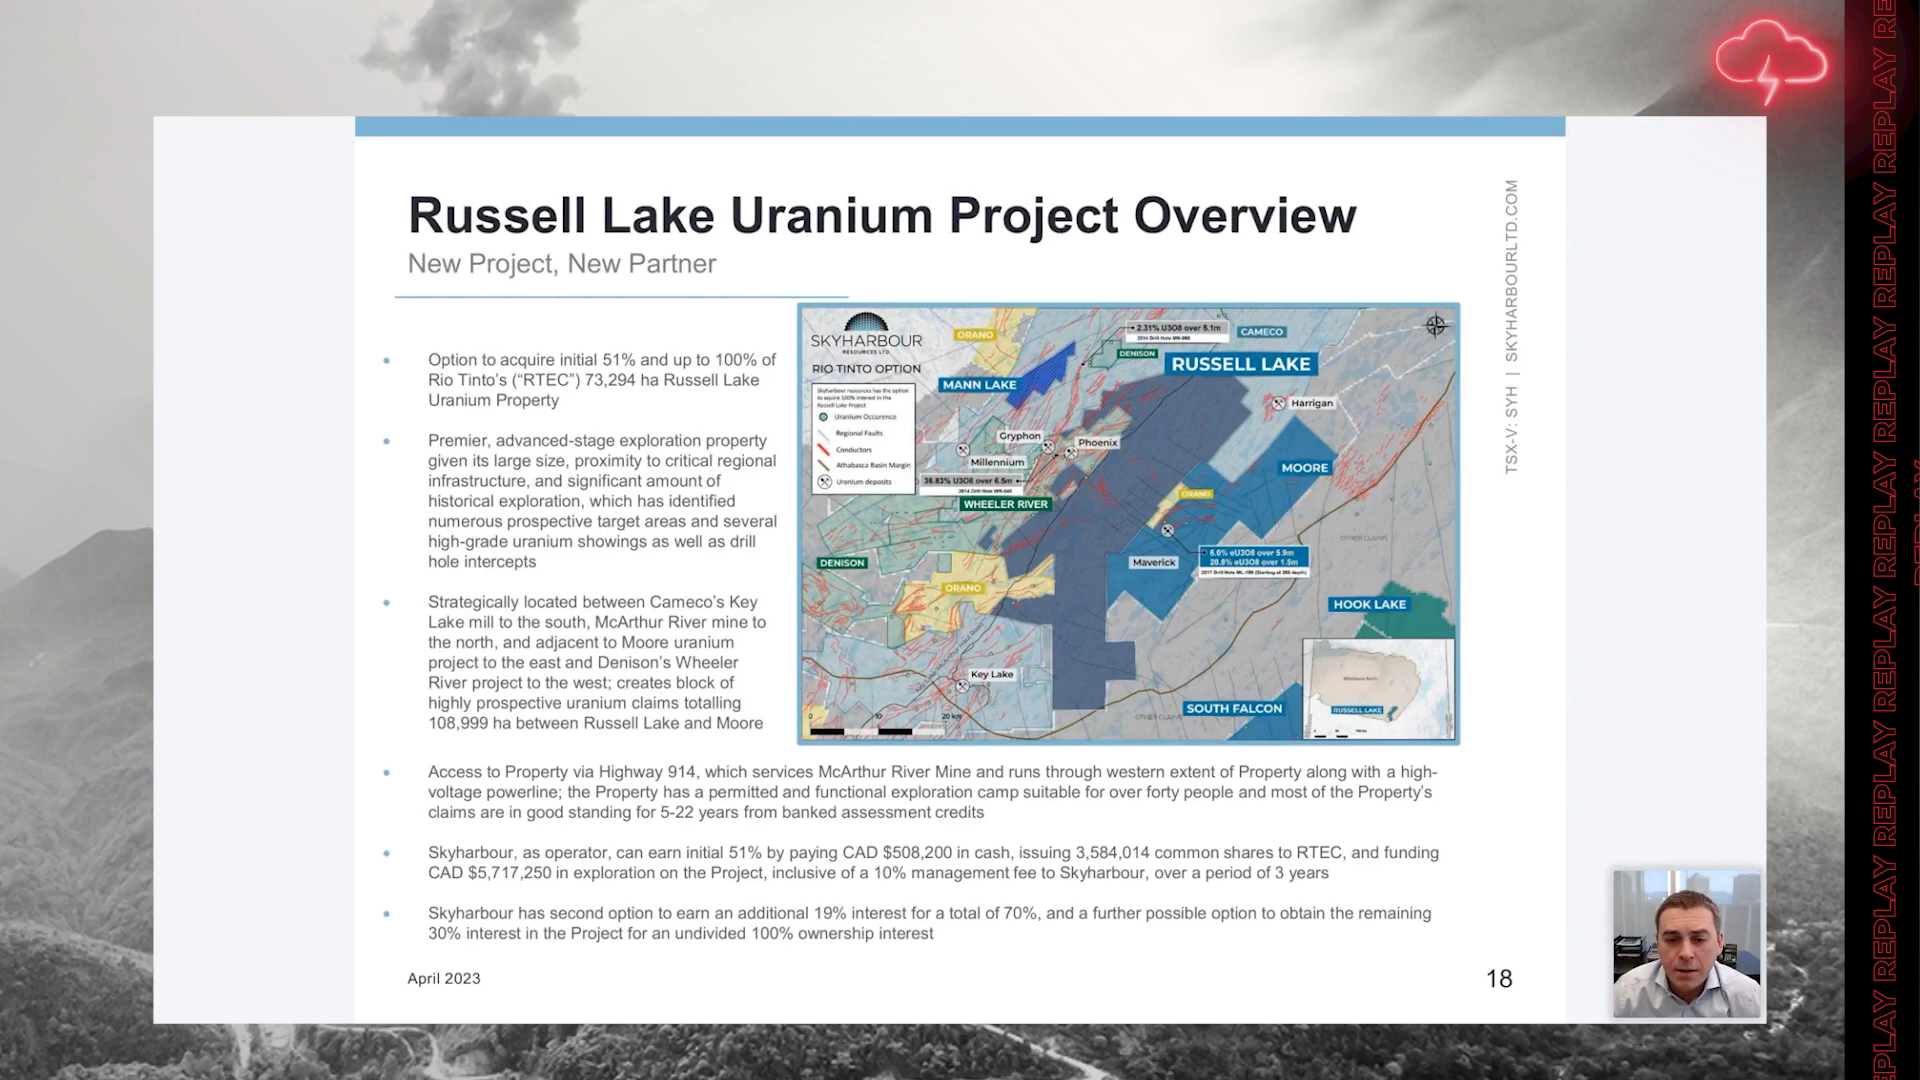 Russell Lake Uranium Project Overview
New Project, New Partner
TSX-V: SYH | SKYHARBOURLTD.COM
Option to acquire initial 51% and up to 100% of
Rio Tinto's ("RTEC") 73,294 ha Russell Lake
Uranium Property
Premier, advanced-stage exploration property
given its large size, proximity to critical regional
infrastructure, and significant amount of
historical exploration, which has identified
numerous prospective target areas and several
high-grade uranium showings as well as drill
hole intercepts
Strategically located between Cameco's Key
Lake mill to the south, McArthur River mine to
the north, and adjacent to Moore uranium
project to the east and Denison's Wheeler
River project to the west; creates block of
highly prospective uranium claims totalling
108,999 ha between Russell Lake and Moore
SKYHARBOUR
RESOURCES LTD.
RIO TINTO OPTION
Skyharbour resources has the option
to aquire 100% interest in the
Russell Lake Project
Uranium Occurence
Regional Faults
Conductors
Athabasca Basin Margin
Uranium deposits
ORANO
2.31% U3O8 over 5.1m
CAMECO
DENISON
RUSSELL LAKE
MANN LAKE
Harrigan
Gryphon
Phoenix
Millennium
MOORE
36.83% U3O8 over 6.5m
ORANO
WHEELER RIVER
6.0% eU3O8 over 5.9m
20.8% eU3O8 over 1.5m
Maverick
OTHER CLAIMS
DENISON
ORANO
HOOK LAKE
Key Lake
SOUTH FALCON
OTHER CLAIMS
0 10 20 km
Athabasca Basin
RUSSELL LAKE
Access to Property via Highway 914, which services McArthur River Mine and runs through western extent of Property along with a high-
voltage powerline; the Property has a permitted and functional exploration camp suitable for over forty people and most of the Property's
claims are in good standing for 5-22 years from banked assessment credits
Skyharbour, as operator, can earn initial 51% by paying CAD $508,200 in cash, issuing 3,584,014 common shares to RTEC, and funding
CAD $5,717,250 in exploration on the Project, inclusive of a 10% management fee to Skyharbour, over a period of 3 years
Skyharbour has second option to earn an additional 19% interest for a total of 70%, and a further possible option to obtain the remaining
30% interest in the Project for an undivided 100% ownership interest
April 2023
18
REPLAY REPLAY REPLAY REPLAY REPLAY REPLAY REPLAY REPLAY
REPLAY